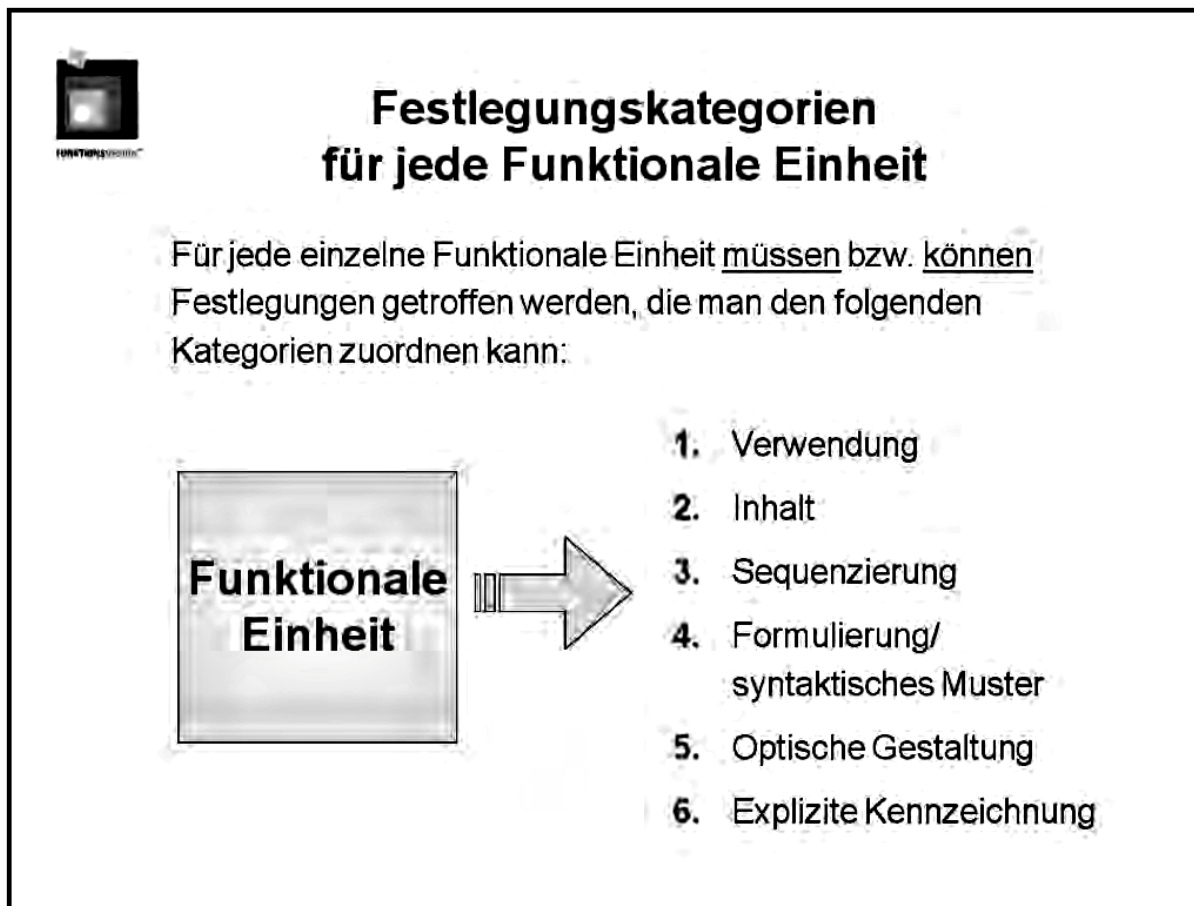 FUNKTIONSDESIGN™
Festlegungskategorien
für jede Funktionale Einheit
Für jede einzelne Funktionale Einheit müssen bzw. können
Festlegungen getroffen werden, die man den folgenden
Kategorien zuordnen kann:
Funktionale
Einheit
1. Verwendung
2. Inhalt
3. Sequenzierung
4. Formulierung/
syntaktisches Muster
5. Optische Gestaltung
6. Explizite Kennzeichnung